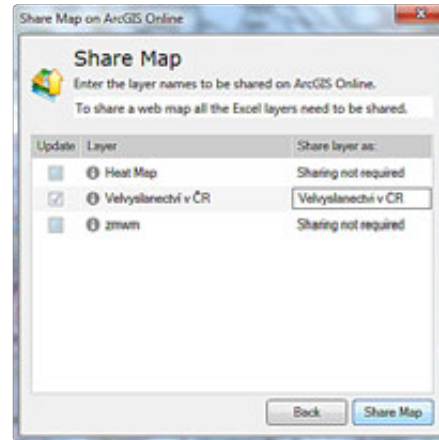 Share Map on ArcGIS Online
Share Map
Enter the layer names to be shared on ArcGIS Online.
To share a web map all the Excel layers need to be shared.
Update Layer Share layer as:
Heat Map Sharing not required
Velvyslanectví v ČR Velvyslanectví v ČR
zmwm Sharing not required
Back Share Map